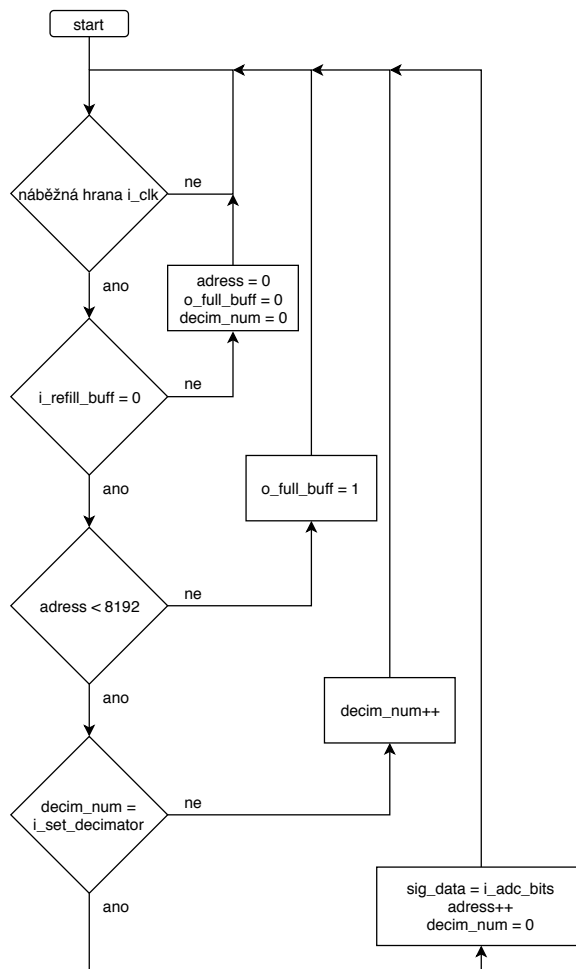 start
náběžná hrana i_clk
ne
ano
adress = 0
o_full_buff = 0
decim_num = 0
i_refill_buff = 0
ne
ano
o_full_buff = 1
adress < 8192
ne
ano
decim_num++
decim_num =
i_set_decimator
ne
ano
sig_data = i_adc_bits
adress++
decim_num = 0